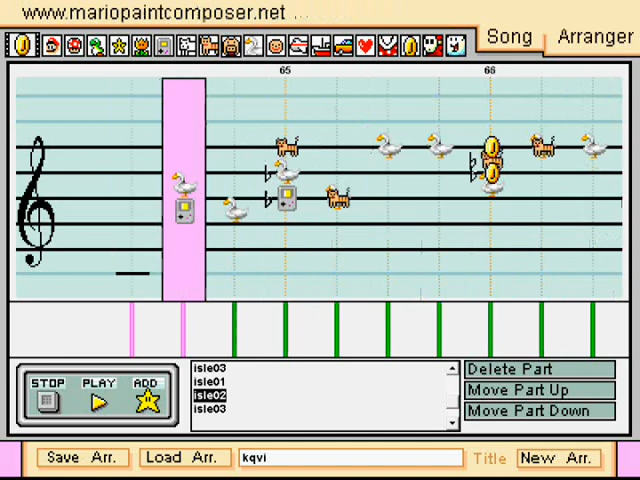 www.mariopaintcomposer.net ...
Song
Arranger
65
66
STOP
PLAY
ADD
isle03
isle01
isle02
isle03
Delete Part
Move Part Up
Move Part Down
Save Arr.
Load Arr.
kqvi
Title
New Arr.